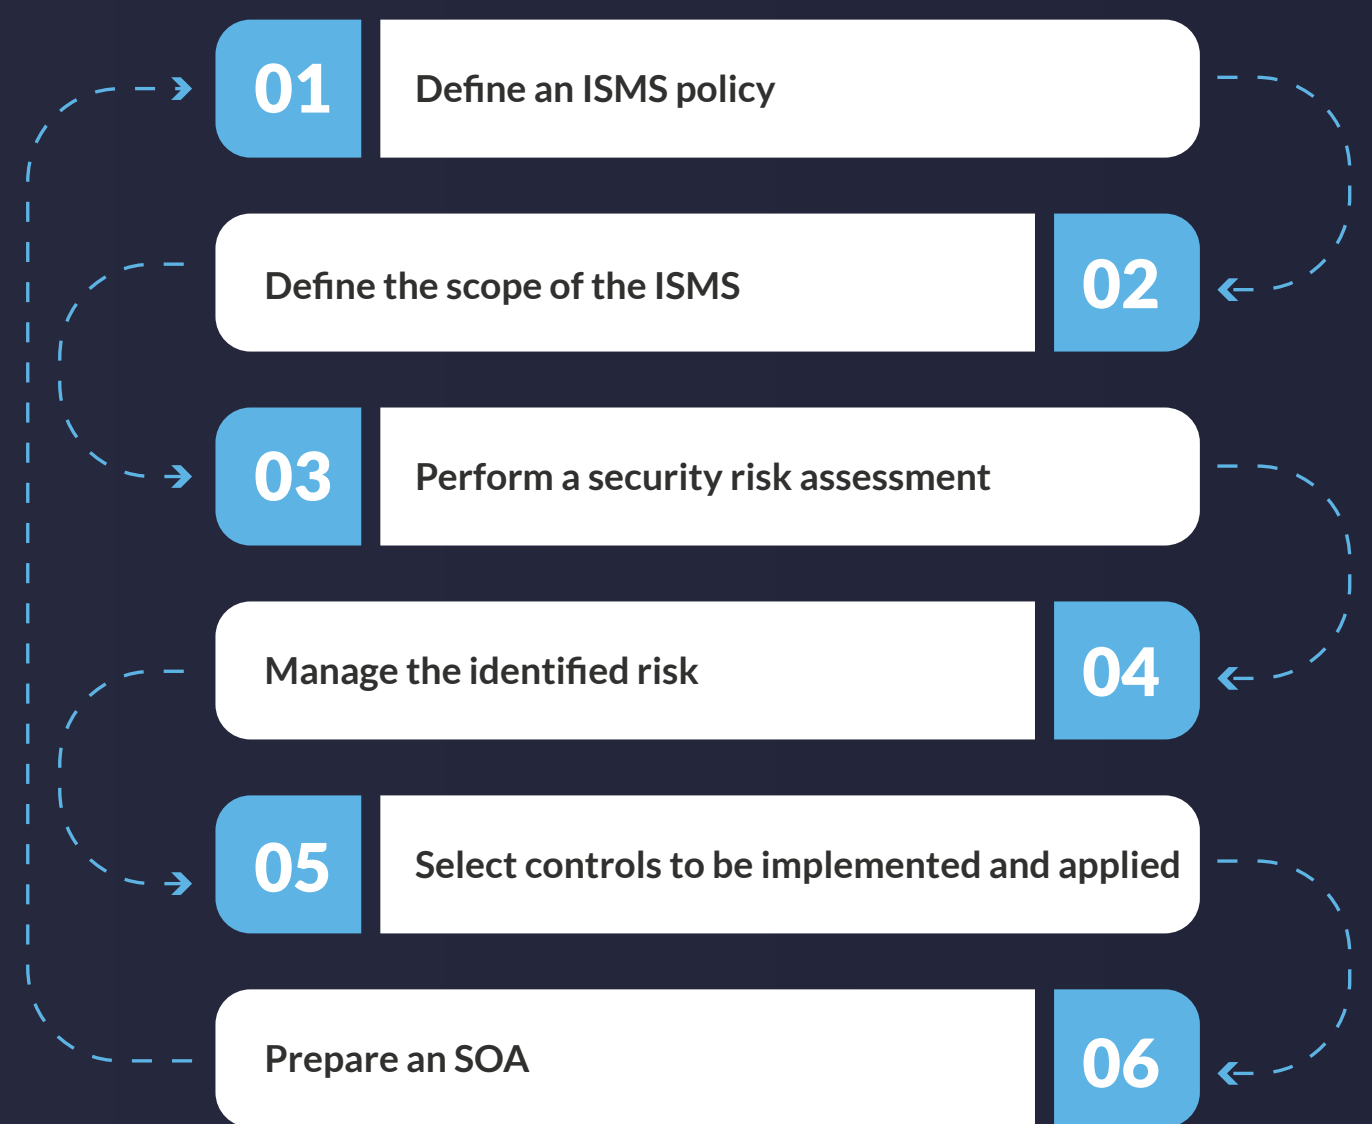 01
Define an ISMS policy
Define the scope of the ISMS
02
03
Perform a security risk assessment
Manage the identified risk
04
05
Select controls to be implemented and applied
Prepare an SOA
06